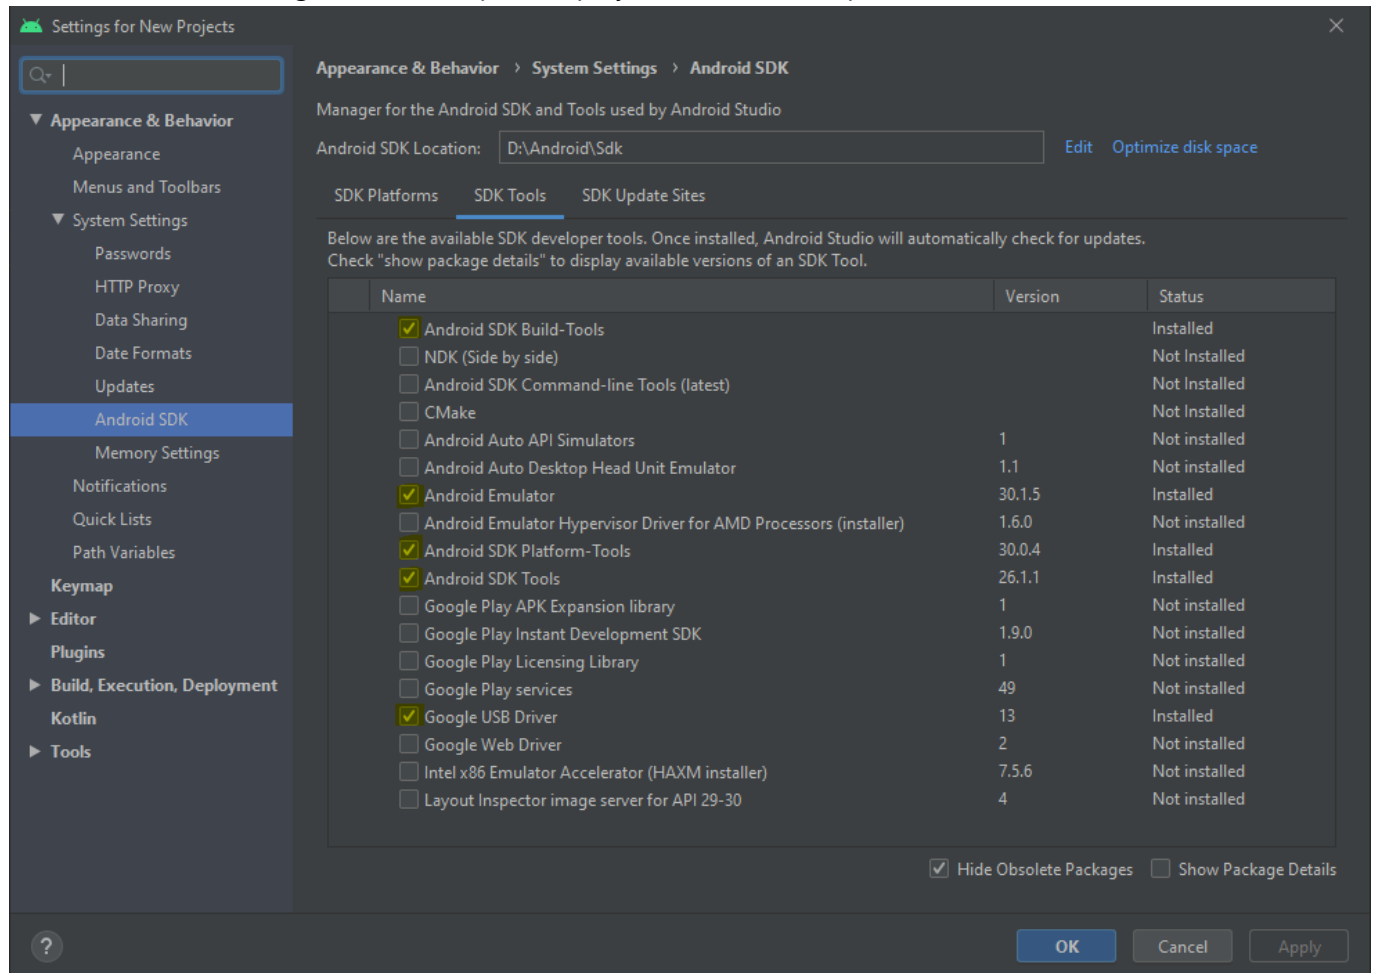 Settings for New Projects
Appearance & Behavior
Appearance
Menus and Toolbars
System Settings
Passwords
HTTP Proxy
Data Sharing
Date Formats
Updates
Android SDK
Memory Settings
Notifications
Quick Lists
Path Variables
Keymap
Editor
Plugins
Build, Execution, Deployment
Kotlin
Tools
Appearance & Behavior › System Settings › Android SDK
Manager for the Android SDK and Tools used by Android Studio
Android SDK Location: D:\Android\Sdk Edit Optimize disk space
SDK Platforms SDK Tools SDK Update Sites
Below are the available SDK developer tools. Once installed, Android Studio will automatically check for updates.
Check "show package details" to display available versions of an SDK Tool.
Name Version Status
Android SDK Build-Tools Installed
NDK (Side by side) Not Installed
Android SDK Command-line Tools (latest) Not Installed
CMake Not Installed
Android Auto API Simulators 1 Not installed
Android Auto Desktop Head Unit Emulator 1.1 Not installed
Android Emulator 30.1.5 Installed
Android Emulator Hypervisor Driver for AMD Processors (installer) 1.6.0 Not installed
Android SDK Platform-Tools 30.0.4 Installed
Android SDK Tools 26.1.1 Installed
Google Play APK Expansion library 1 Not installed
Google Play Instant Development SDK 1.9.0 Not installed
Google Play Licensing Library 1 Not installed
Google Play services 49 Not installed
Google USB Driver 13 Installed
Google Web Driver 2 Not installed
Intel x86 Emulator Accelerator (HAXM installer) 7.5.6 Not installed
Layout Inspector image server for API 29-30 4 Not installed
Hide Obsolete Packages Show Package Details
? OK Cancel Apply